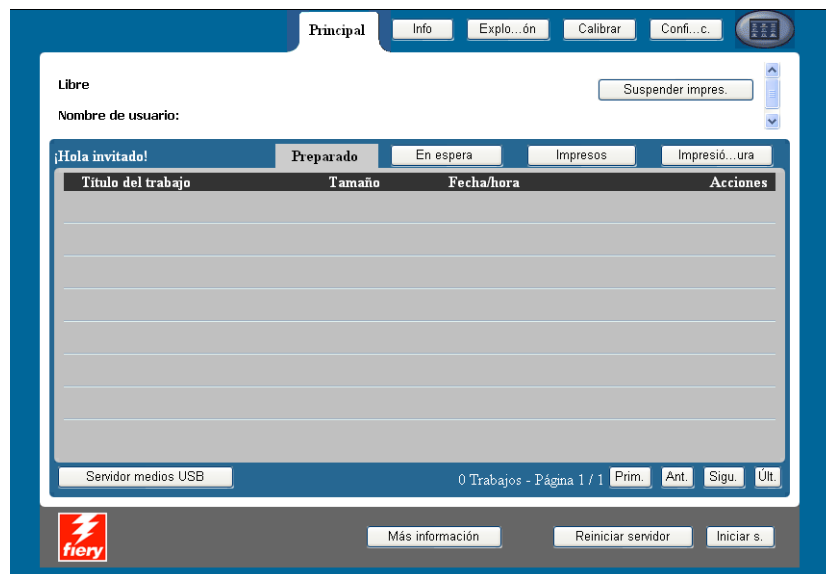 Principal Info Explo...ón Calibrar Confi...c.
Libre
Suspender impres.
Nombre de usuario:
¡Hola invitado! Preparado En espera Impresos Impresió...ura
Título del trabajo Tamaño Fecha/hora Acciones
Servidor medios USB 0 Trabajos - Página 1 / 1 Prim. Ant. Sigu. Últ.
fiery Más información Reiniciar servidor Iniciar s.